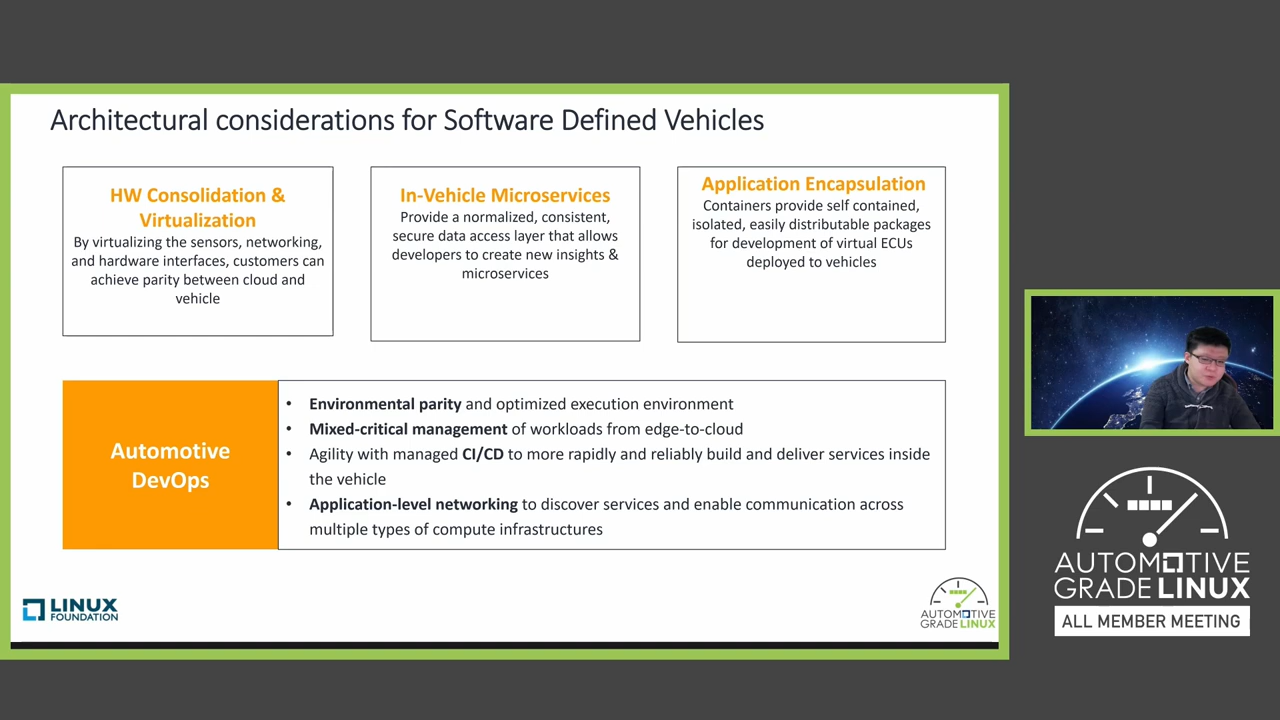 Architectural considerations for Software Defined Vehicles
HW Consolidation &
Virtualization
By virtualizing the sensors, networking,
and hardware interfaces, customers can
achieve parity between cloud and
vehicle
In-Vehicle Microservices
Provide a normalized, consistent,
secure data access layer that allows
developers to create new insights &
microservices
Application Encapsulation
Containers provide self contained,
isolated, easily distributable packages
for development of virtual ECUs
deployed to vehicles
Automotive
DevOps
• Environmental parity and optimized execution environment
• Mixed-critical management of workloads from edge-to-cloud
• Agility with managed CI/CD to more rapidly and reliably build and deliver services inside
the vehicle
• Application-level networking to discover services and enable communication across
multiple types of compute infrastructures
LINUX
FOUNDATION
AUTOMOTIVE
GRADE LINUX
AUTOMOTIVE
GRADE LINUX
ALL MEMBER MEETING